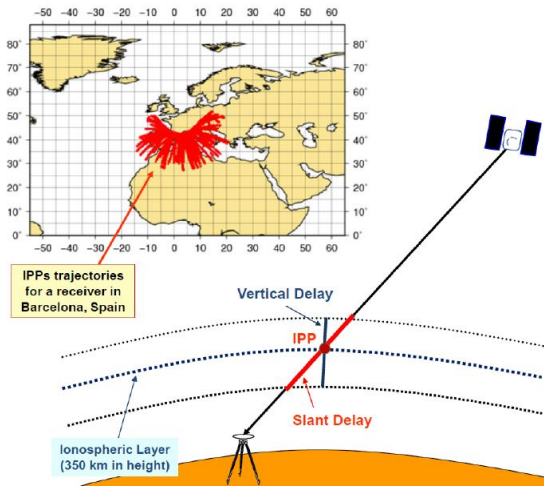 −50° −40° −30° −20° −10° 0° 10° 20° 30° 40° 50° 60°
80° 80°
70° 70°
60° 60°
50° 50°
40° 40°
30° 30°
20° 20°
10° 10°
0° 0°
−50° −40° −30° −20° −10° 0° 10° 20° 30° 40° 50° 60°
IPPs trajectories
for a receiver in
Barcelona, Spain
Vertical Delay
IPP
Slant Delay
Ionospheric Layer
(350 km in height)